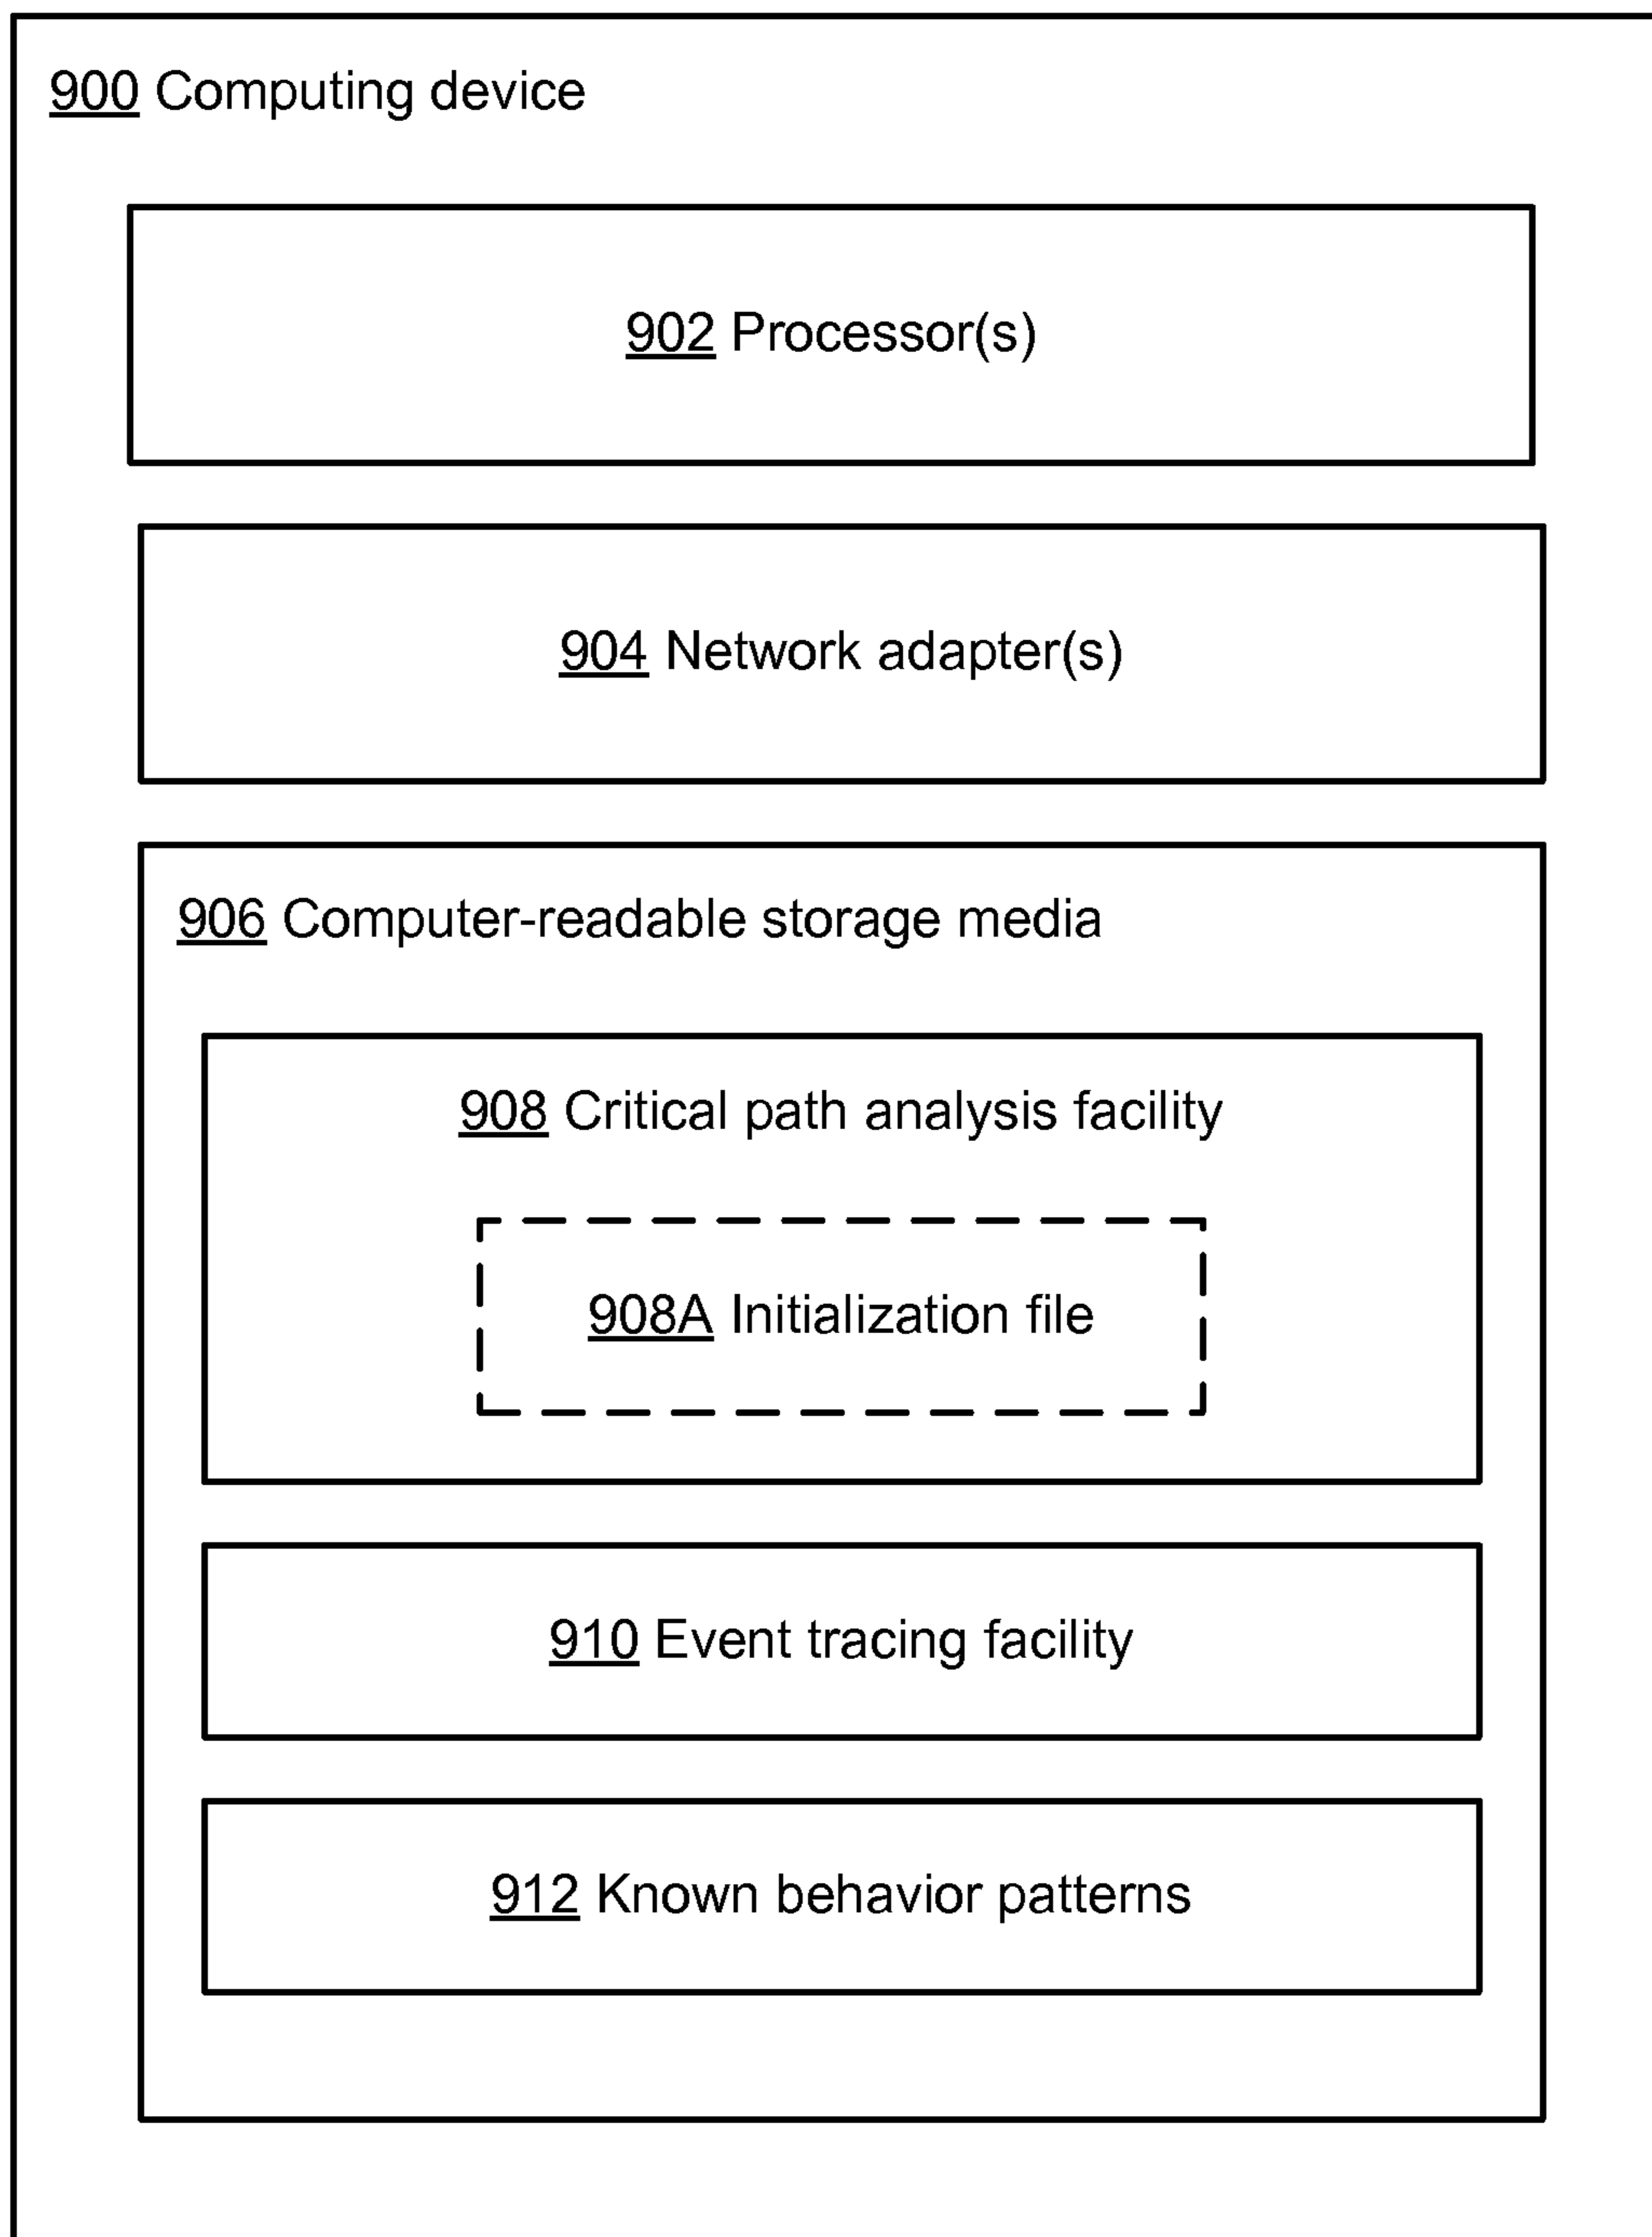 900 Computing device
902 Processor(s)
904 Network adapter(s)
906 Computer-readable storage media
908 Critical path analysis facility
908A Initialization file
910 Event tracing facility
912 Known behavior patterns